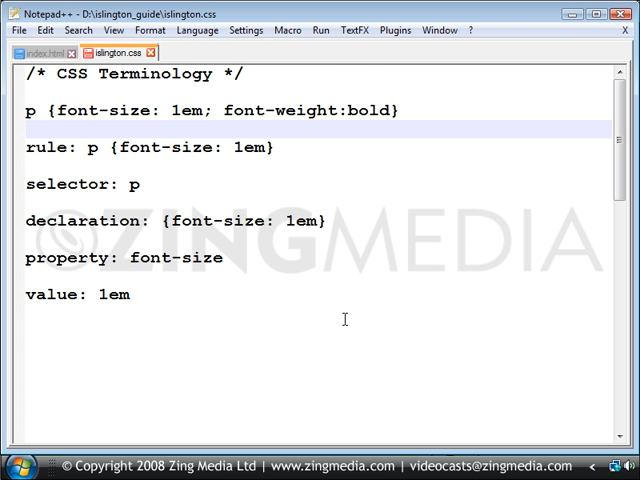 Notepad++ - D:\islington_guide\islington.css
File Edit Search View Format Language Settings Macro Run TextFX Plugins Window ? X
index.html islington.css
/* CSS Terminology */
p {font-size: 1em; font-weight:bold}
rule: p {font-size: 1em}
selector: p
declaration: {font-size: 1em}
ZINGMEDIA
property: font-size
value: 1em
© Copyright 2008 Zing Media Ltd | www.zingmedia.com | videocasts@zingmedia.com